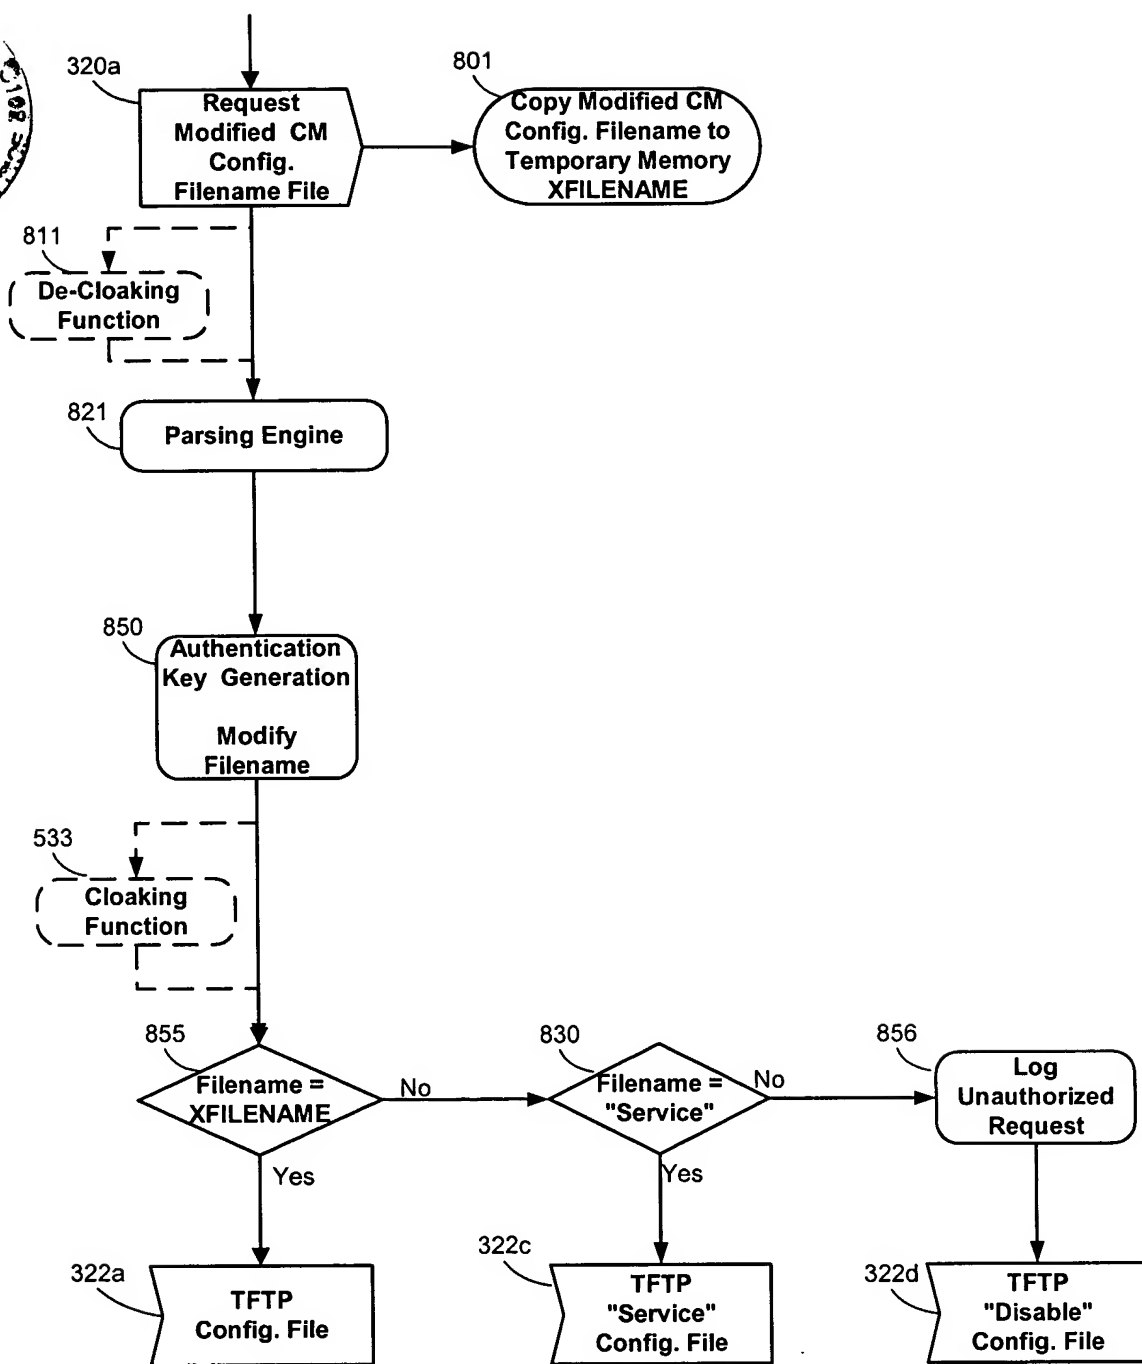 320a
Request
Modified CM
Config.
Filename File
801
Copy Modified CM
Config. Filename to
Temporary Memory
XFILENAME
811
De-Cloaking
Function
821
Parsing Engine
850
Authentication
Key Generation
Modify
Filename
533
Cloaking
Function
855
Filename =
XFILENAME
No
Yes
830
Filename =
"Service"
No
Yes
856
Log
Unauthorized
Request
322a
TFTP
Config. File
322c
TFTP
"Service"
Config. File
322d
TFTP
"Disable"
Config. File